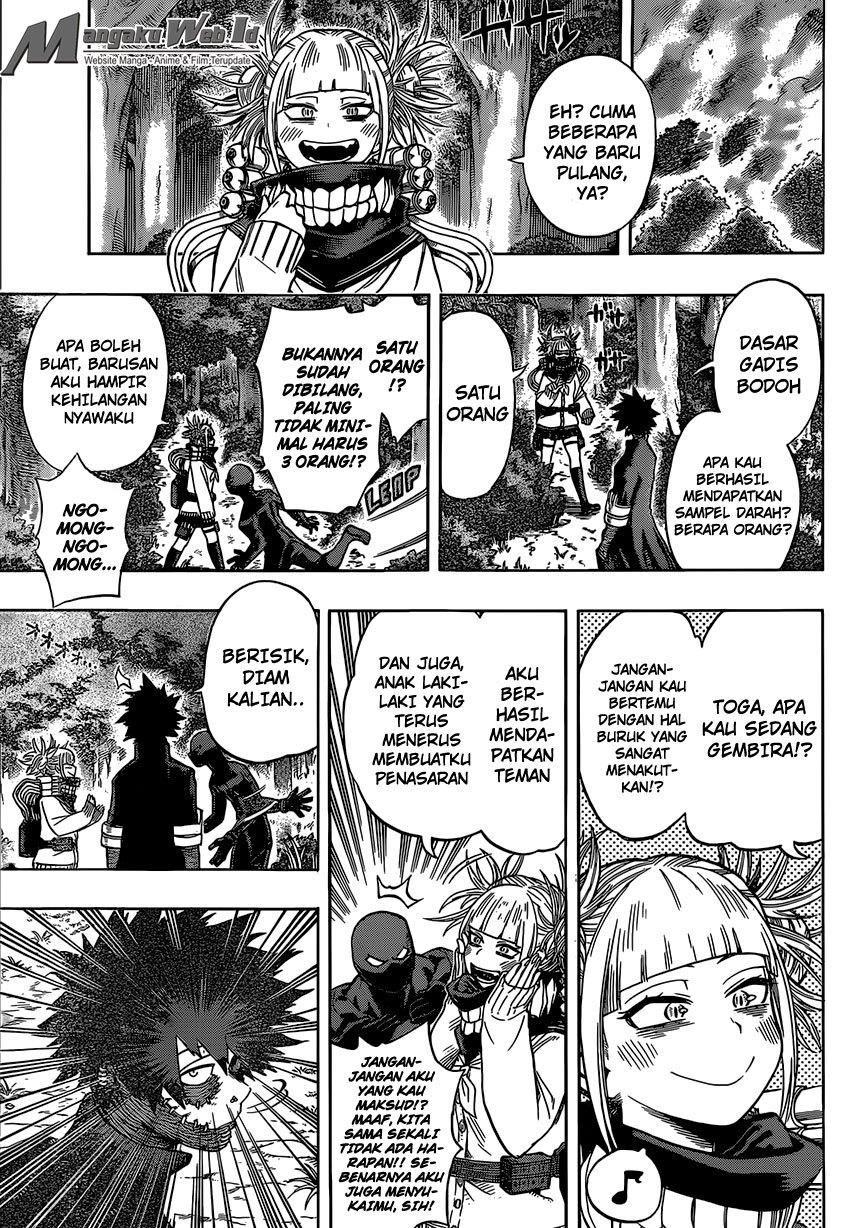 Mangaku.Web.Id
Website Manga - Anime & Film Terupdate
EH? CUMA
BEBERAPA
YANG BARU
PULANG,
YA?
DASAR
GADIS
BODOH
APA KAU
BERHASIL
MENDAPATKAN
SAMPEL DARAH?
BERAPA ORANG?
SATU
ORANG
SATU
ORANG
!?
BUKANNYA
SUDAH
DIBILANG,
PALING
TIDAK MINI-
MAL HARUS
3 ORANG!?
LEIP
APA BOLEH
BUAT, BARUSAN
AKU HAMPIR
KEHILANGAN
NYAWAKU
NGO-
MONG-
NGO-
MONG...
TOGA, APA
KAU SEDANG
GEMBIRA!?
JANGAN-
JANGAN KAU
BERTEMU
DENGAN HAL
BURUK YANG
SANGAT
MENAKUT-
KAN!?
AKU
BER-
HASIL
MENDA-
PATKAN
TEMAN
DAN JUGA,
ANAK LAKI-
LAKI YANG
TERUS
MENERUS
MEMBUATKU
PENASARAN
JANGAN-
JANGAN AKU
YANG KAU
MAKSUD!?
MAAF, KITA
SAMA SEKALI
TIDAK ADA HA-
RAPAN!! SE-
BENARNYA AKU
JUGA MENYU-
KAIMU, SIH!
BERISIK,
DIAM
KALIAN..